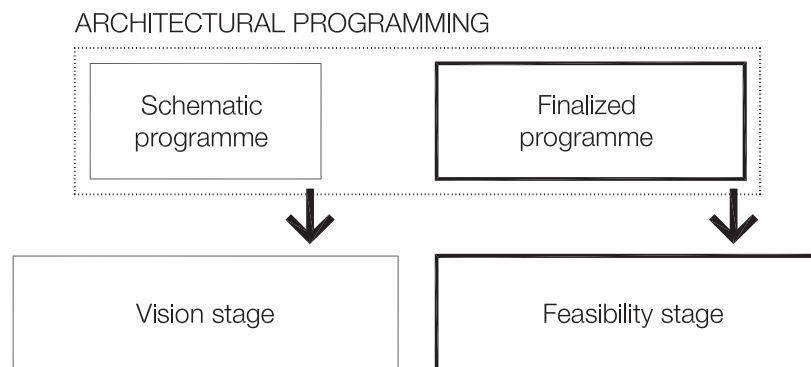 ARCHITECTURAL PROGRAMMING
Schematic
programme
Finalized
programme
Vision stage
Feasibility stage